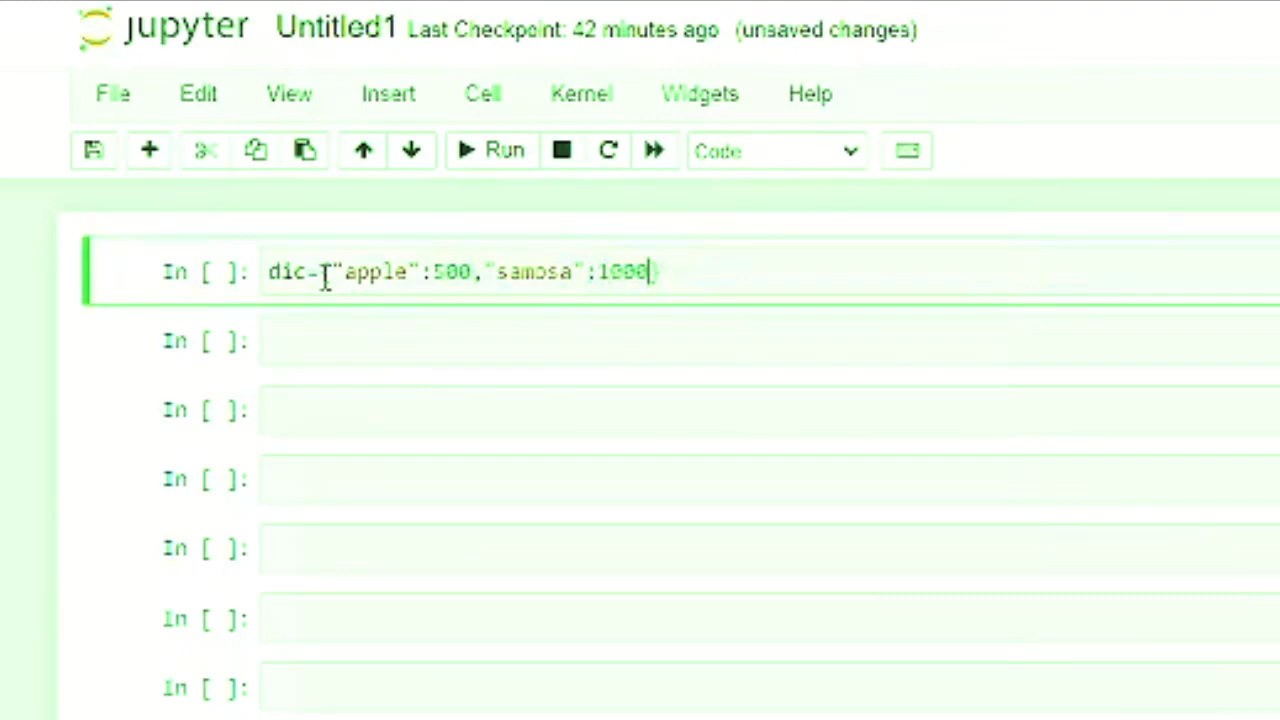 jupyter Untitled1 Last Checkpoint: 42 minutes ago (unsaved changes)
File Edit View Insert Cell Kernel Widgets Help
Run Code
In [ ]: dic={"apple":500,"samosa":1000}
In [ ]:
In [ ]:
In [ ]:
In [ ]:
In [ ]:
In [ ]: